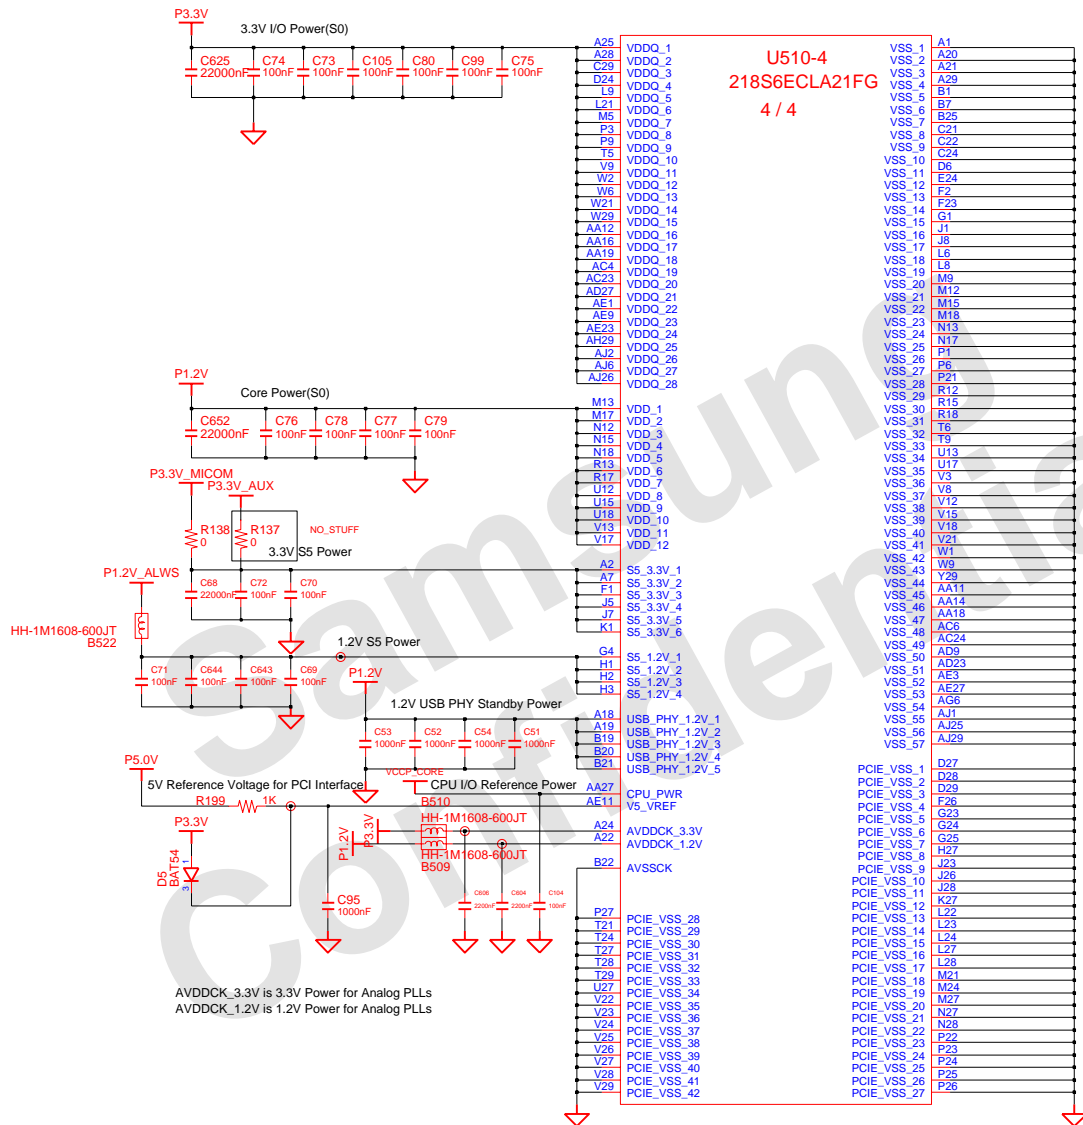 P3.3V
3.3V I/O Power(S0)
C625
22000nF
C74
100nF
C73
100nF
C105
100nF
C80
100nF
C99
100nF
C75
100nF
U510-4
218S6ECLA21FG
4 / 4
A25 VDDQ_1
A28 VDDQ_2
C29 VDDQ_3
D24 VDDQ_4
L9 VDDQ_5
L21 VDDQ_6
M5 VDDQ_7
P3 VDDQ_8
P9 VDDQ_9
T5 VDDQ_10
V9 VDDQ_11
W2 VDDQ_12
W6 VDDQ_13
W21 VDDQ_14
W29 VDDQ_15
AA12 VDDQ_16
AA16 VDDQ_17
AA19 VDDQ_18
AC4 VDDQ_19
AC23 VDDQ_20
AD27 VDDQ_21
AE1 VDDQ_22
AE9 VDDQ_23
AE23 VDDQ_24
AH29 VDDQ_25
AJ2 VDDQ_26
AJ6 VDDQ_27
AJ26 VDDQ_28
P1.2V
Core Power(S0)
C652
22000nF
C76
100nF
C78
100nF
C77
100nF
C79
100nF
M13 VDD_1
M17 VDD_2
N12 VDD_3
N15 VDD_4
N18 VDD_5
R13 VDD_6
R17 VDD_7
U12 VDD_8
U15 VDD_9
U18 VDD_10
V13 VDD_11
V17 VDD_12
P3.3V_MICOM
P3.3V_AUX
R138
0
R137
0
NO_STUFF
3.3V S5 Power
C68
22000nF
C72
100nF
C70
100nF
A2 S5_3.3V_1
A7 S5_3.3V_2
F1 S5_3.3V_3
J5 S5_3.3V_4
J7 S5_3.3V_5
K1 S5_3.3V_6
P1.2V_ALWS
HH-1M1608-600JT
B522
1.2V S5 Power
C71
100nF
C644
100nF
C643
100nF
C69
100nF
G4 S5_1.2V_1
H1 S5_1.2V_2
H2 S5_1.2V_3
H3 S5_1.2V_4
P1.2V
1.2V USB PHY Standby Power
C53
1000nF
C52
1000nF
C54
1000nF
C51
1000nF
A18 USB_PHY_1.2V_1
A19 USB_PHY_1.2V_2
B19 USB_PHY_1.2V_3
B20 USB_PHY_1.2V_4
B21 USB_PHY_1.2V_5
P5.0V
5V Reference Voltage for PCI Interface
R199 1K
VCCP_CORE
CPU I/O Reference Power
AA27 CPU_PWR
AE11 V5_VREF
P3.3V
D5
BAT54
1
3
C95
1000nF
P1.2V
P3.3V
B510
HH-1M1608-600JT
HH-1M1608-600JT
B509
A24 AVDDCK_3.3V
A22 AVDDCK_1.2V
B22 AVSSCK
C606
2200nF
C604
2200nF
C104
100nF
AVDDCK_3.3V is 3.3V Power for Analog PLLs
AVDDCK_1.2V is 1.2V Power for Analog PLLs
P27 PCIE_VSS_28
T21 PCIE_VSS_29
T24 PCIE_VSS_30
T27 PCIE_VSS_31
T28 PCIE_VSS_32
T29 PCIE_VSS_33
U27 PCIE_VSS_34
V22 PCIE_VSS_35
V23 PCIE_VSS_36
V24 PCIE_VSS_37
V25 PCIE_VSS_38
V26 PCIE_VSS_39
V27 PCIE_VSS_40
V28 PCIE_VSS_41
V29 PCIE_VSS_42
VSS_1 A1
VSS_2 A20
VSS_3 A21
VSS_4 A29
VSS_5 B1
VSS_6 B7
VSS_7 B25
VSS_8 C21
VSS_9 C22
VSS_10 C24
VSS_11 D6
VSS_12 E24
VSS_13 F2
VSS_14 F23
VSS_15 G1
VSS_16 J1
VSS_17 J8
VSS_18 L6
VSS_19 L8
VSS_20 M9
VSS_21 M12
VSS_22 M15
VSS_23 M18
VSS_24 N13
VSS_25 N17
VSS_26 P1
VSS_27 P6
VSS_28 P21
VSS_29 R12
VSS_30 R15
VSS_31 R18
VSS_32 T6
VSS_33 T9
VSS_34 U13
VSS_35 U17
VSS_36 V3
VSS_37 V8
VSS_38 V12
VSS_39 V15
VSS_40 V18
VSS_41 V21
VSS_42 W1
VSS_43 W9
VSS_44 Y29
VSS_45 AA11
VSS_46 AA14
VSS_47 AA18
VSS_48 AC6
VSS_49 AC24
VSS_50 AD9
VSS_51 AD23
VSS_52 AE3
VSS_53 AE27
VSS_54 AG6
VSS_55 AJ1
VSS_56 AJ25
VSS_57 AJ29
PCIE_VSS_1 D27
PCIE_VSS_2 D28
PCIE_VSS_3 D29
PCIE_VSS_4 F26
PCIE_VSS_5 G23
PCIE_VSS_6 G24
PCIE_VSS_7 G25
PCIE_VSS_8 H27
PCIE_VSS_9 J23
PCIE_VSS_10 J26
PCIE_VSS_11 J28
PCIE_VSS_12 K27
PCIE_VSS_13 L22
PCIE_VSS_14 L23
PCIE_VSS_15 L24
PCIE_VSS_16 L27
PCIE_VSS_17 L28
PCIE_VSS_18 M21
PCIE_VSS_19 M24
PCIE_VSS_20 M27
PCIE_VSS_21 N27
PCIE_VSS_22 N28
PCIE_VSS_23 P22
PCIE_VSS_24 P23
PCIE_VSS_25 P24
PCIE_VSS_26 P25
PCIE_VSS_27 P26
Samsung
Confidentia